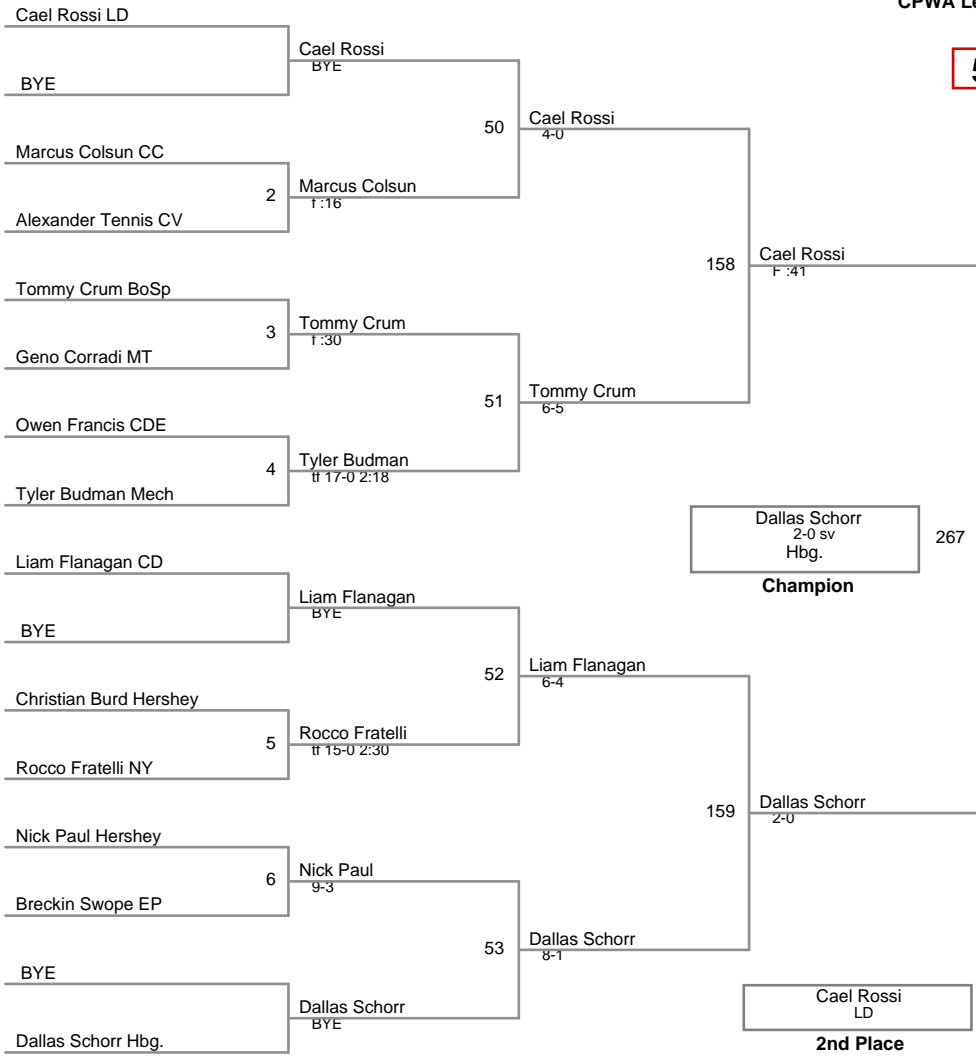 CPWA Le
Cael Rossi LD
Cael Rossi
BYE
BYE
50
Cael Rossi
4-0
Marcus Colsun CC
2
Marcus Colsun
f :16
Alexander Tennis CV
158
Cael Rossi
F :41
Tommy Crum BoSp
3
Tommy Crum
f :30
Geno Corradi MT
51
Tommy Crum
6-5
Owen Francis CDE
4
Tyler Budman
tf 17-0 2:18
Tyler Budman Mech
Dallas Schorr
2-0 sv
Hbg.
267
Champion
Liam Flanagan CD
Liam Flanagan
BYE
BYE
52
Liam Flanagan
6-4
Christian Burd Hershey
5
Rocco Fratelli
tf 15-0 2:30
Rocco Fratelli NY
159
Dallas Schorr
2-0
Nick Paul Hershey
6
Nick Paul
9-3
Breckin Swope EP
53
Dallas Schorr
8-1
BYE
Dallas Schorr
BYE
Dallas Schorr Hbg.
Cael Rossi
LD
2nd Place